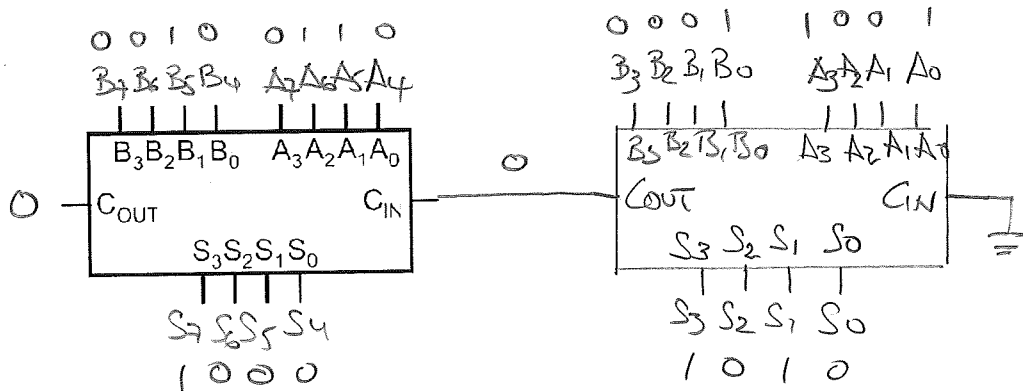 0 0 1 0 0 1 1 0 0 0 0 1 1 0 0 1
B7 B6 B5 B4 A7 A6 A5 A4 B3 B2 B1 B0 A3 A2 A1 A0
B3 B2 B1 B0 A3 A2 A1 A0 B3 B2 B1 B0 A3 A2 A1 A0
0 COUT CIN 0 COUT CIN
S3 S2 S1 S0 S3 S2 S1 S0
S7 S6 S5 S4 S3 S2 S1 S0
1 0 0 0 1 0 1 0